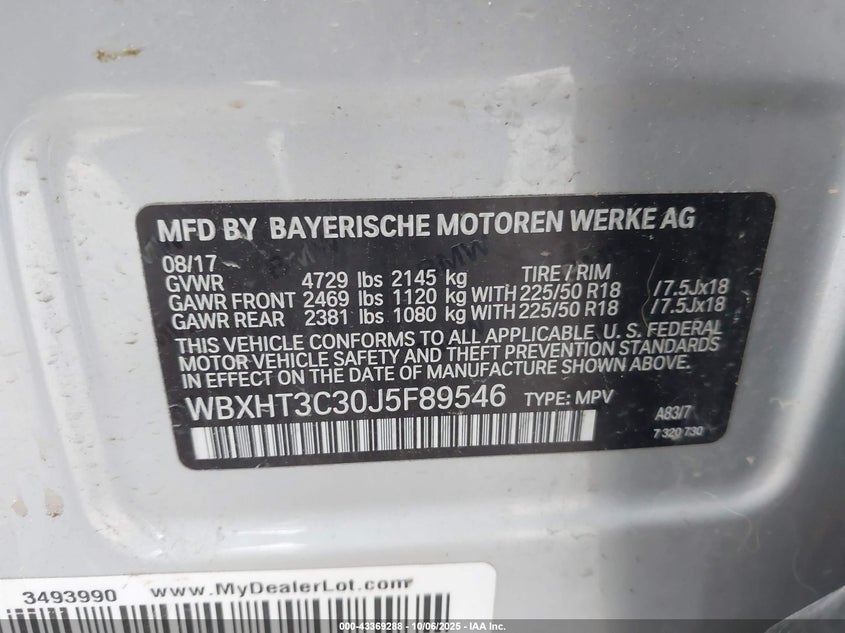 MFD BY BAYERISCHE MOTOREN WERKE AG
08/17 TIRE / RIM
GVWR 4729 lbs 2145 kg
GAWR FRONT 2469 lbs 1120 kg WITH 225/50 R18 /7.5Jx18
GAWR REAR 2381 lbs 1080 kg WITH 225/50 R18 /7.5Jx18
THIS VEHICLE CONFORMS TO ALL APPLICABLE U. S. FEDERAL
MOTOR VEHICLE SAFETY AND THEFT PREVENTION STANDARDS
IN EFFECT ON THE DATE OF MANUFACTURE SHOWN ABOVE.
WBXHT3C30J5F89546 TYPE: MPV
A83/7
7 320 730
3493990 www.MyDealerLot.com
000-43369288 - 10/06/2025 - IAA Inc.